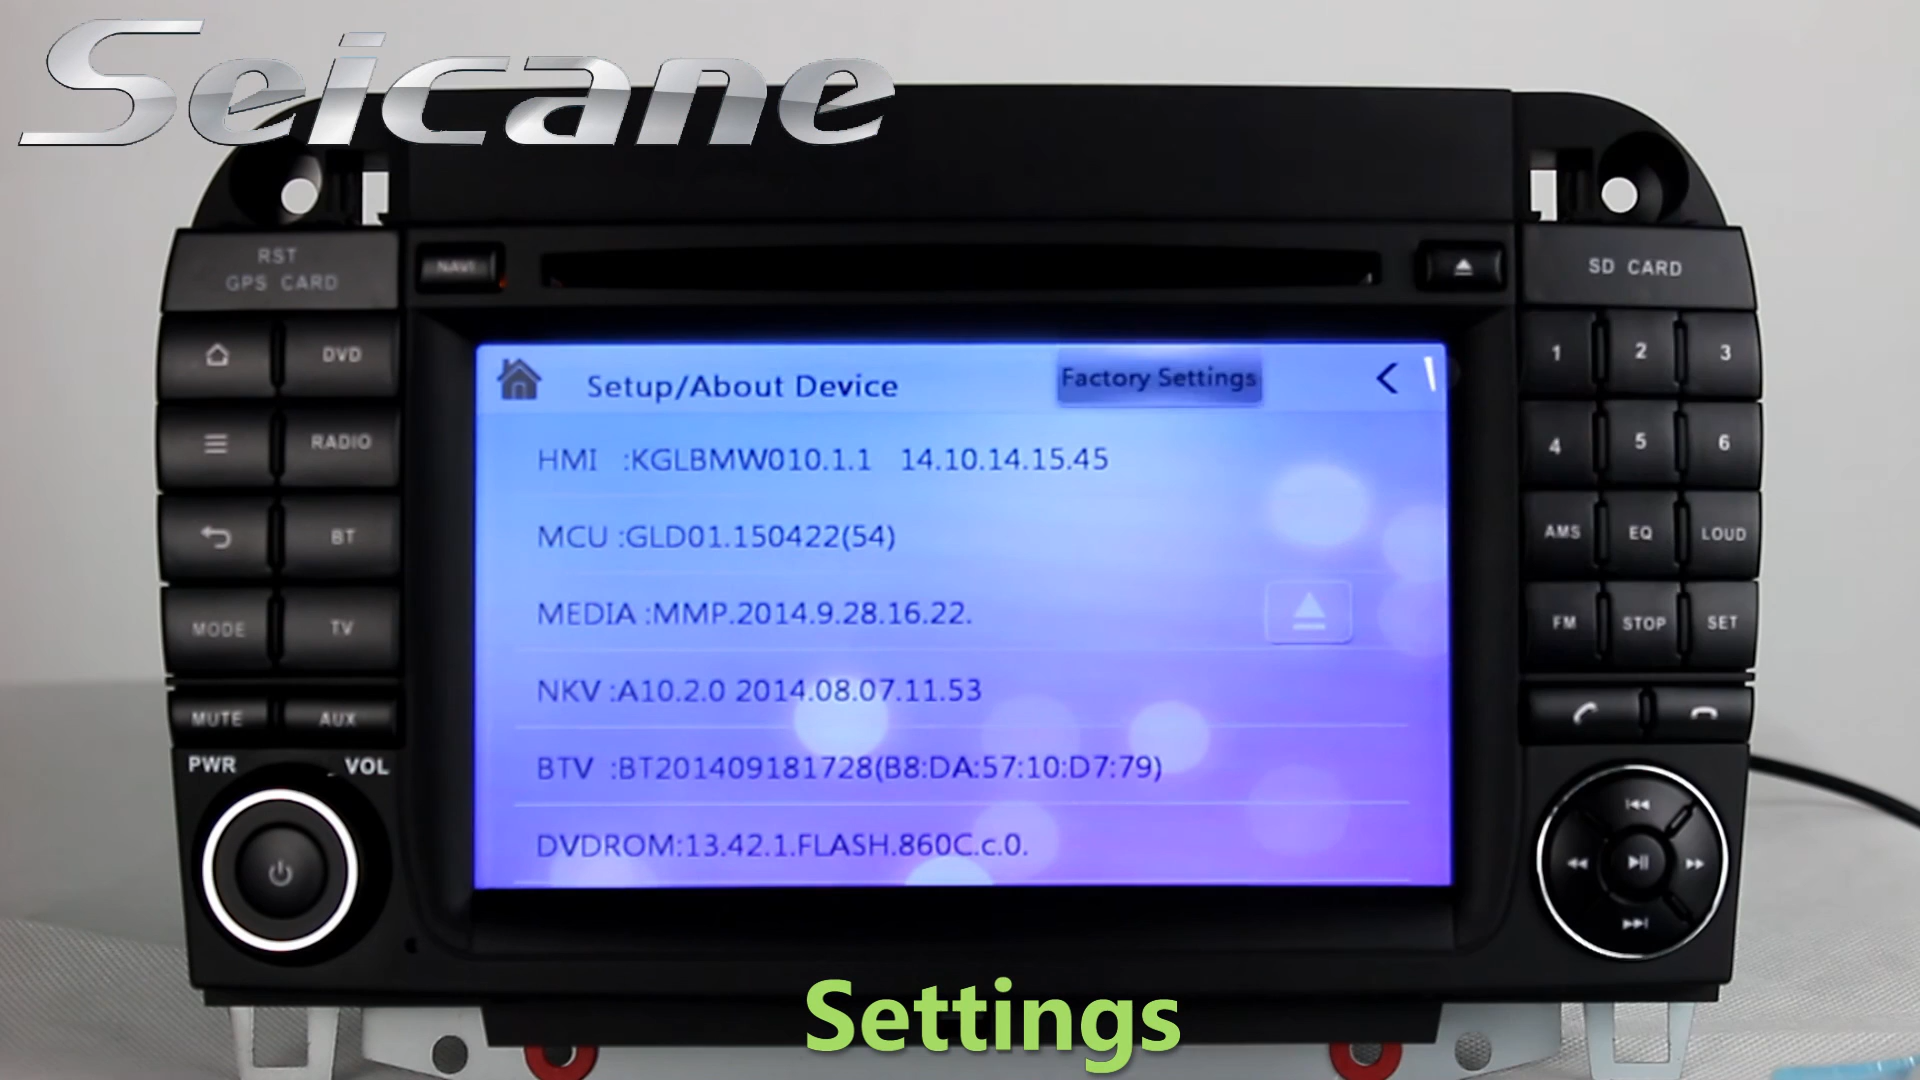 Seicane
RST
GPS CARD
NAVI
SD CARD
DVD
RADIO
BT
MODE
TV
MUTE
AUX
PWR
VOL
Setup/About Device
Factory Settings
HMI :KGLBMW010.1.1 14.10.14.15.45
MCU :GLD01.150422(54)
MEDIA :MMP.2014.9.28.16.22.
NKV :A10.2.0 2014.08.07.11.53
BTV :BT201409181728(B8:DA:57:10:D7:79)
DVDROM:13.42.1.FLASH.860C.c.0.
1 2 3
4 5 6
AMS EQ LOUD
FM STOP SET
Settings